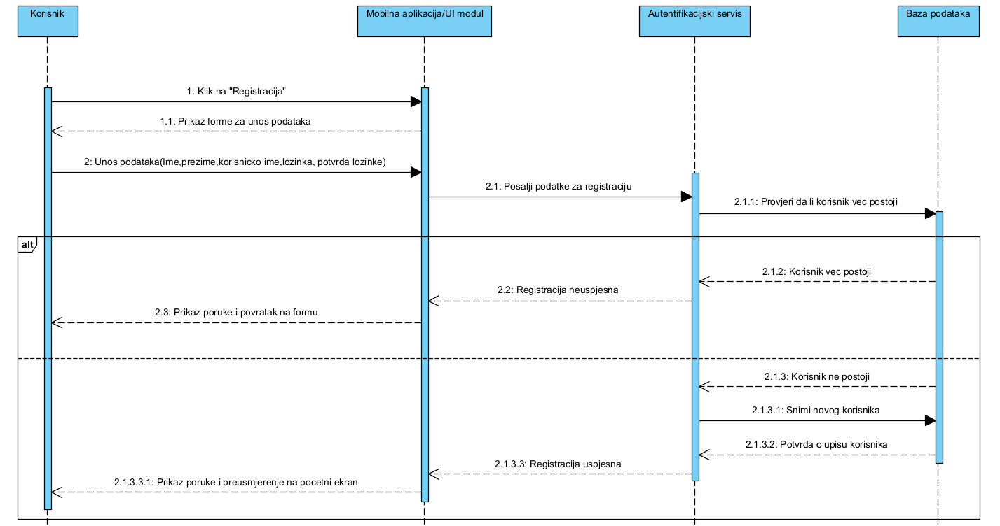 Korisnik
Mobilna aplikacija/UI modul
Autentifikacijski servis
Baza podataka
1: Klik na "Registracija"
1.1: Prikaz forme za unos podataka
2: Unos podataka(Ime,prezime,korisnicko ime,lozinka, potvrda lozinke)
2.1: Posalji podatke za registraciju
2.1.1: Provjeri da li korisnik vec postoji
alt
2.1.2: Korisnik vec postoji
2.2: Registracija neuspjesna
2.3: Prikaz poruke i povratak na formu
2.1.3: Korisnik ne postoji
2.1.3.1: Snimi novog korisnika
2.1.3.2: Potvrda o upisu korisnika
2.1.3.3: Registracija uspjesna
2.1.3.3.1: Prikaz poruke i preusmjerenje na pocetni ekran